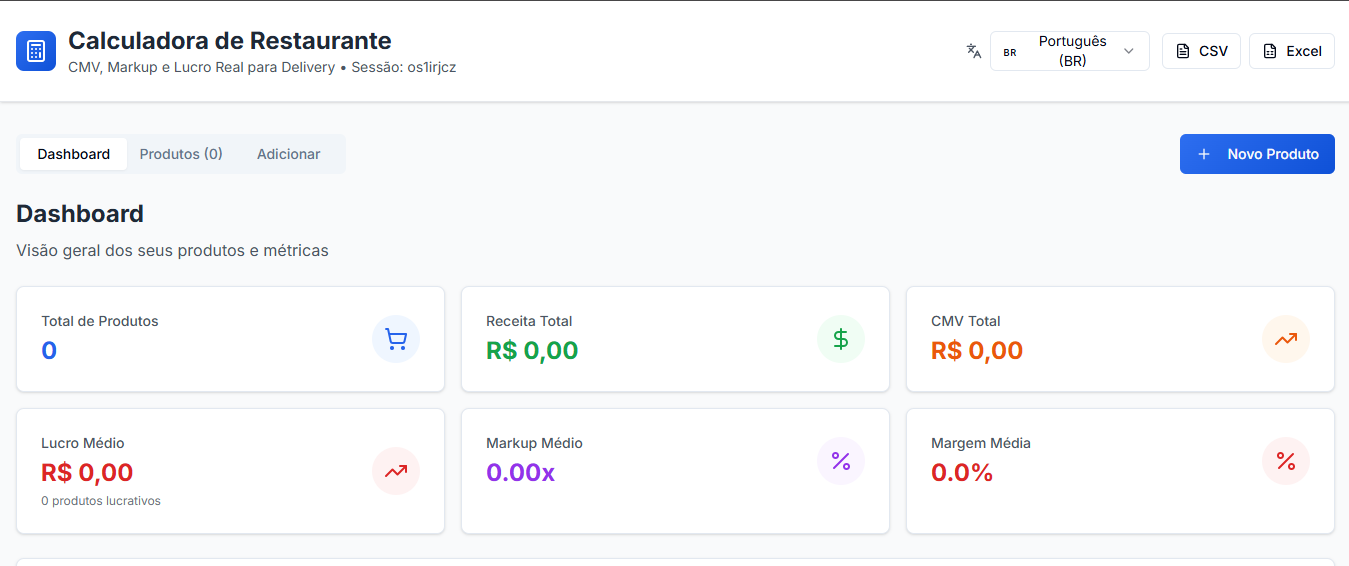 Calculadora de Restaurante
CMV, Markup e Lucro Real para Delivery • Sessão: os1irjcz
BR
Português
(BR)
CSV
Excel
Dashboard
Produtos (0)
Adicionar
+ Novo Produto
Dashboard
Visão geral dos seus produtos e métricas
Total de Produtos
0
Receita Total
R$ 0,00
CMV Total
R$ 0,00
Lucro Médio
R$ 0,00
0 produtos lucrativos
Markup Médio
0.00x
Margem Média
0.0%